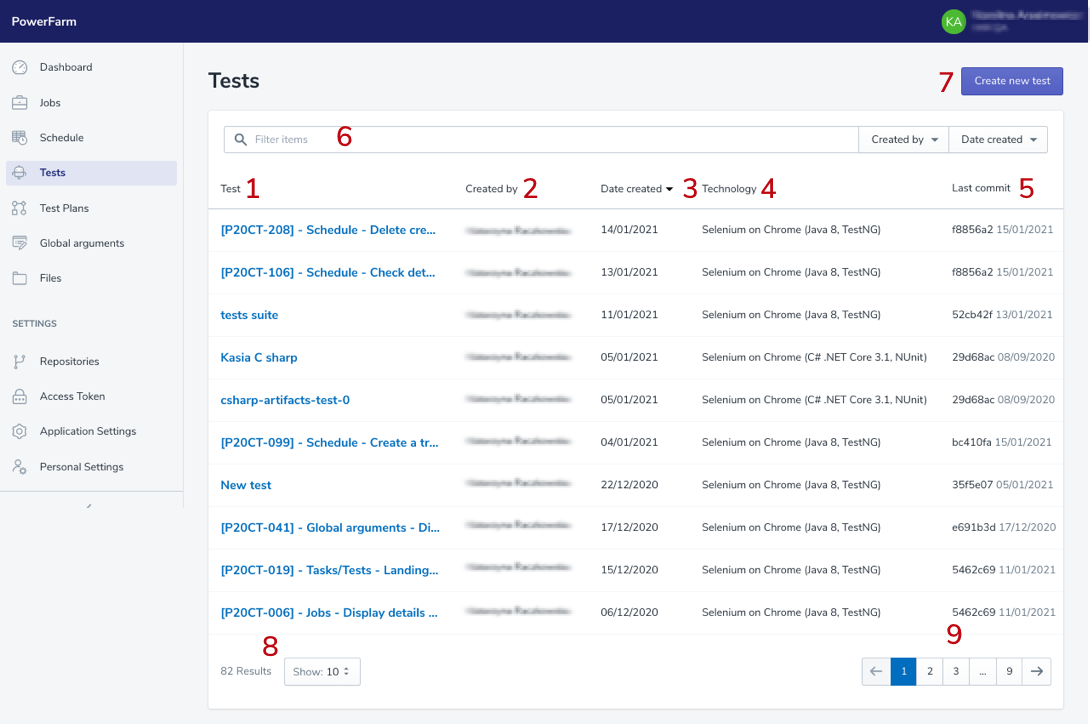 PowerFarm
KA
Dashboard
Jobs
Schedule
Tests
Test Plans
Global arguments
Files
SETTINGS
Repositories
Access Token
Application Settings
Personal Settings
Tests
7 Create new test
Filter items 6 Created by Date created
Test 1 Created by 2 Date created 3 Technology 4 Last commit 5
[P20CT-208] - Schedule - Delete cre... 14/01/2021 Selenium on Chrome (Java 8, TestNG) f8856a2 15/01/2021
[P20CT-106] - Schedule - Check det... 13/01/2021 Selenium on Chrome (Java 8, TestNG) f8856a2 15/01/2021
tests suite 11/01/2021 Selenium on Chrome (Java 8, TestNG) 52cb42f 13/01/2021
Kasia C sharp 05/01/2021 Selenium on Chrome (C# .NET Core 3.1, NUnit) 29d68ac 08/09/2020
csharp-artifacts-test-0 05/01/2021 Selenium on Chrome (C# .NET Core 3.1, NUnit) 29d68ac 08/09/2020
[P20CT-099] - Schedule - Create a tr... 04/01/2021 Selenium on Chrome (Java 8, TestNG) bc410fa 15/01/2021
New test 22/12/2020 Selenium on Chrome (Java 8, TestNG) 35f5e07 05/01/2021
[P20CT-041] - Global arguments - Di... 17/12/2020 Selenium on Chrome (Java 8, TestNG) e691b3d 17/12/2020
[P20CT-019] - Tasks/Tests - Landing... 15/12/2020 Selenium on Chrome (Java 8, TestNG) 5462c69 11/01/2021
[P20CT-006] - Jobs - Display details ... 06/12/2020 Selenium on Chrome (Java 8, TestNG) 5462c69 11/01/2021
8 9
82 Results Show: 10 ← 1 2 3 ... 9 →